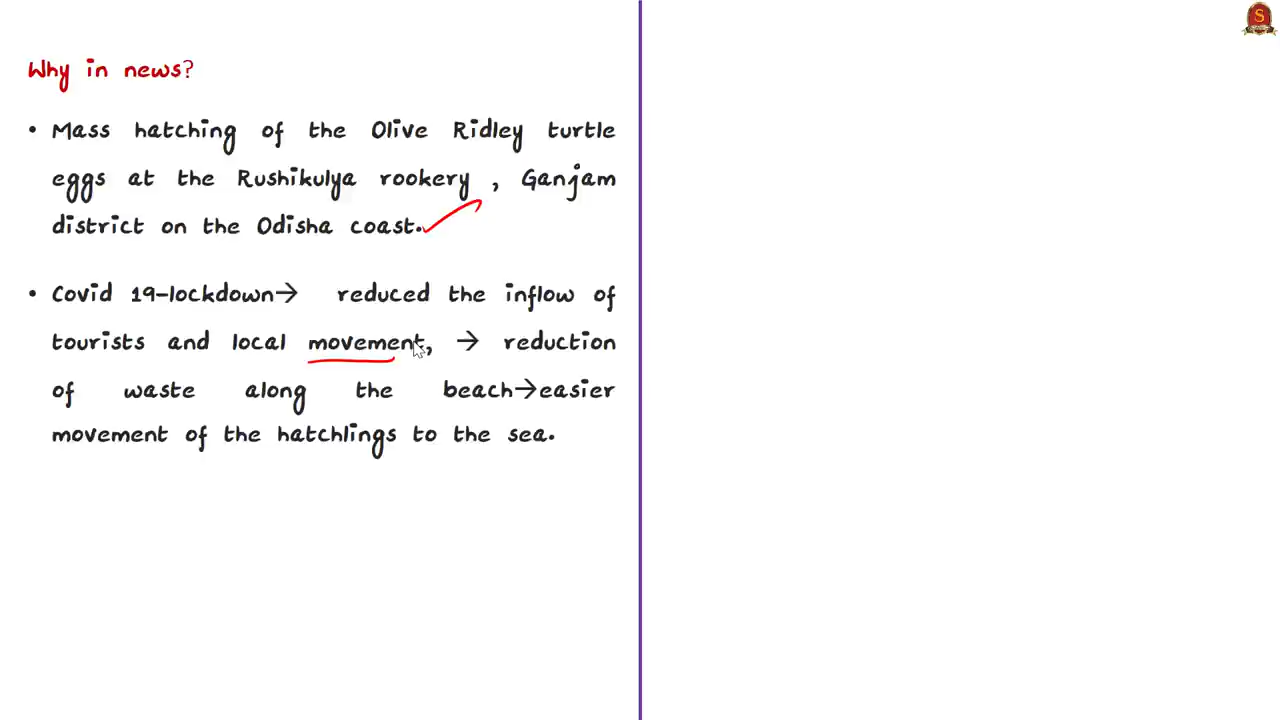 Why in news?
• Mass hatching of the Olive Ridley turtle
eggs at the Rushikulya rookery , Ganjam
district on the Odisha coast.
• Covid 19-lockdown→ reduced the inflow of
tourists and local movement, → reduction
of waste along the beach→easier
movement of the hatchlings to the sea.
S